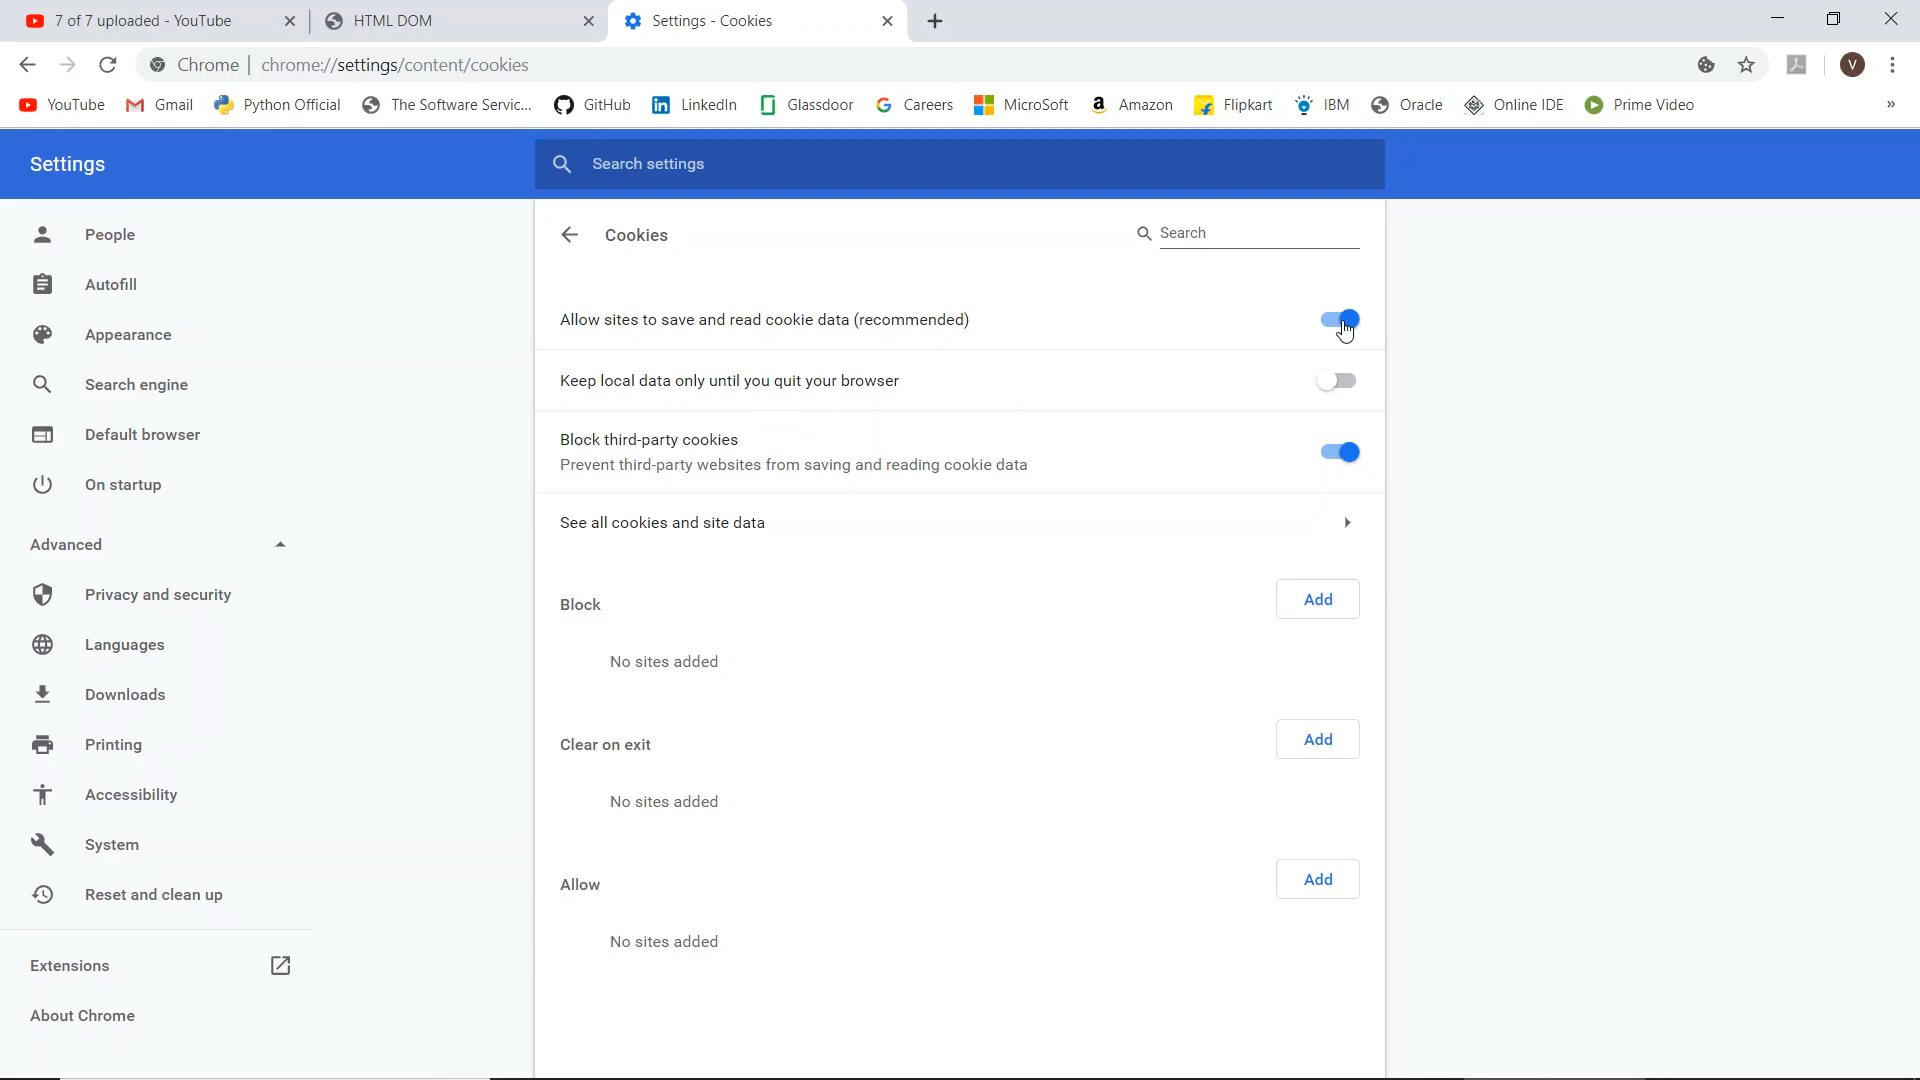 7 of 7 uploaded - YouTube
HTML DOM
Settings - Cookies
Chrome | chrome://settings/content/cookies
V
YouTube Gmail Python Official The Software Servic... GitHub LinkedIn Glassdoor Careers MicroSoft Amazon Flipkart IBM Oracle Online IDE Prime Video »
Settings
Search settings
People
Autofill
Appearance
Search engine
Default browser
On startup
Advanced
Privacy and security
Languages
Downloads
Printing
Accessibility
System
Reset and clean up
Extensions
About Chrome
Cookies
Search
Allow sites to save and read cookie data (recommended)
Keep local data only until you quit your browser
Block third-party cookies
Prevent third-party websites from saving and reading cookie data
See all cookies and site data
Block
Add
No sites added
Clear on exit
Add
No sites added
Allow
Add
No sites added